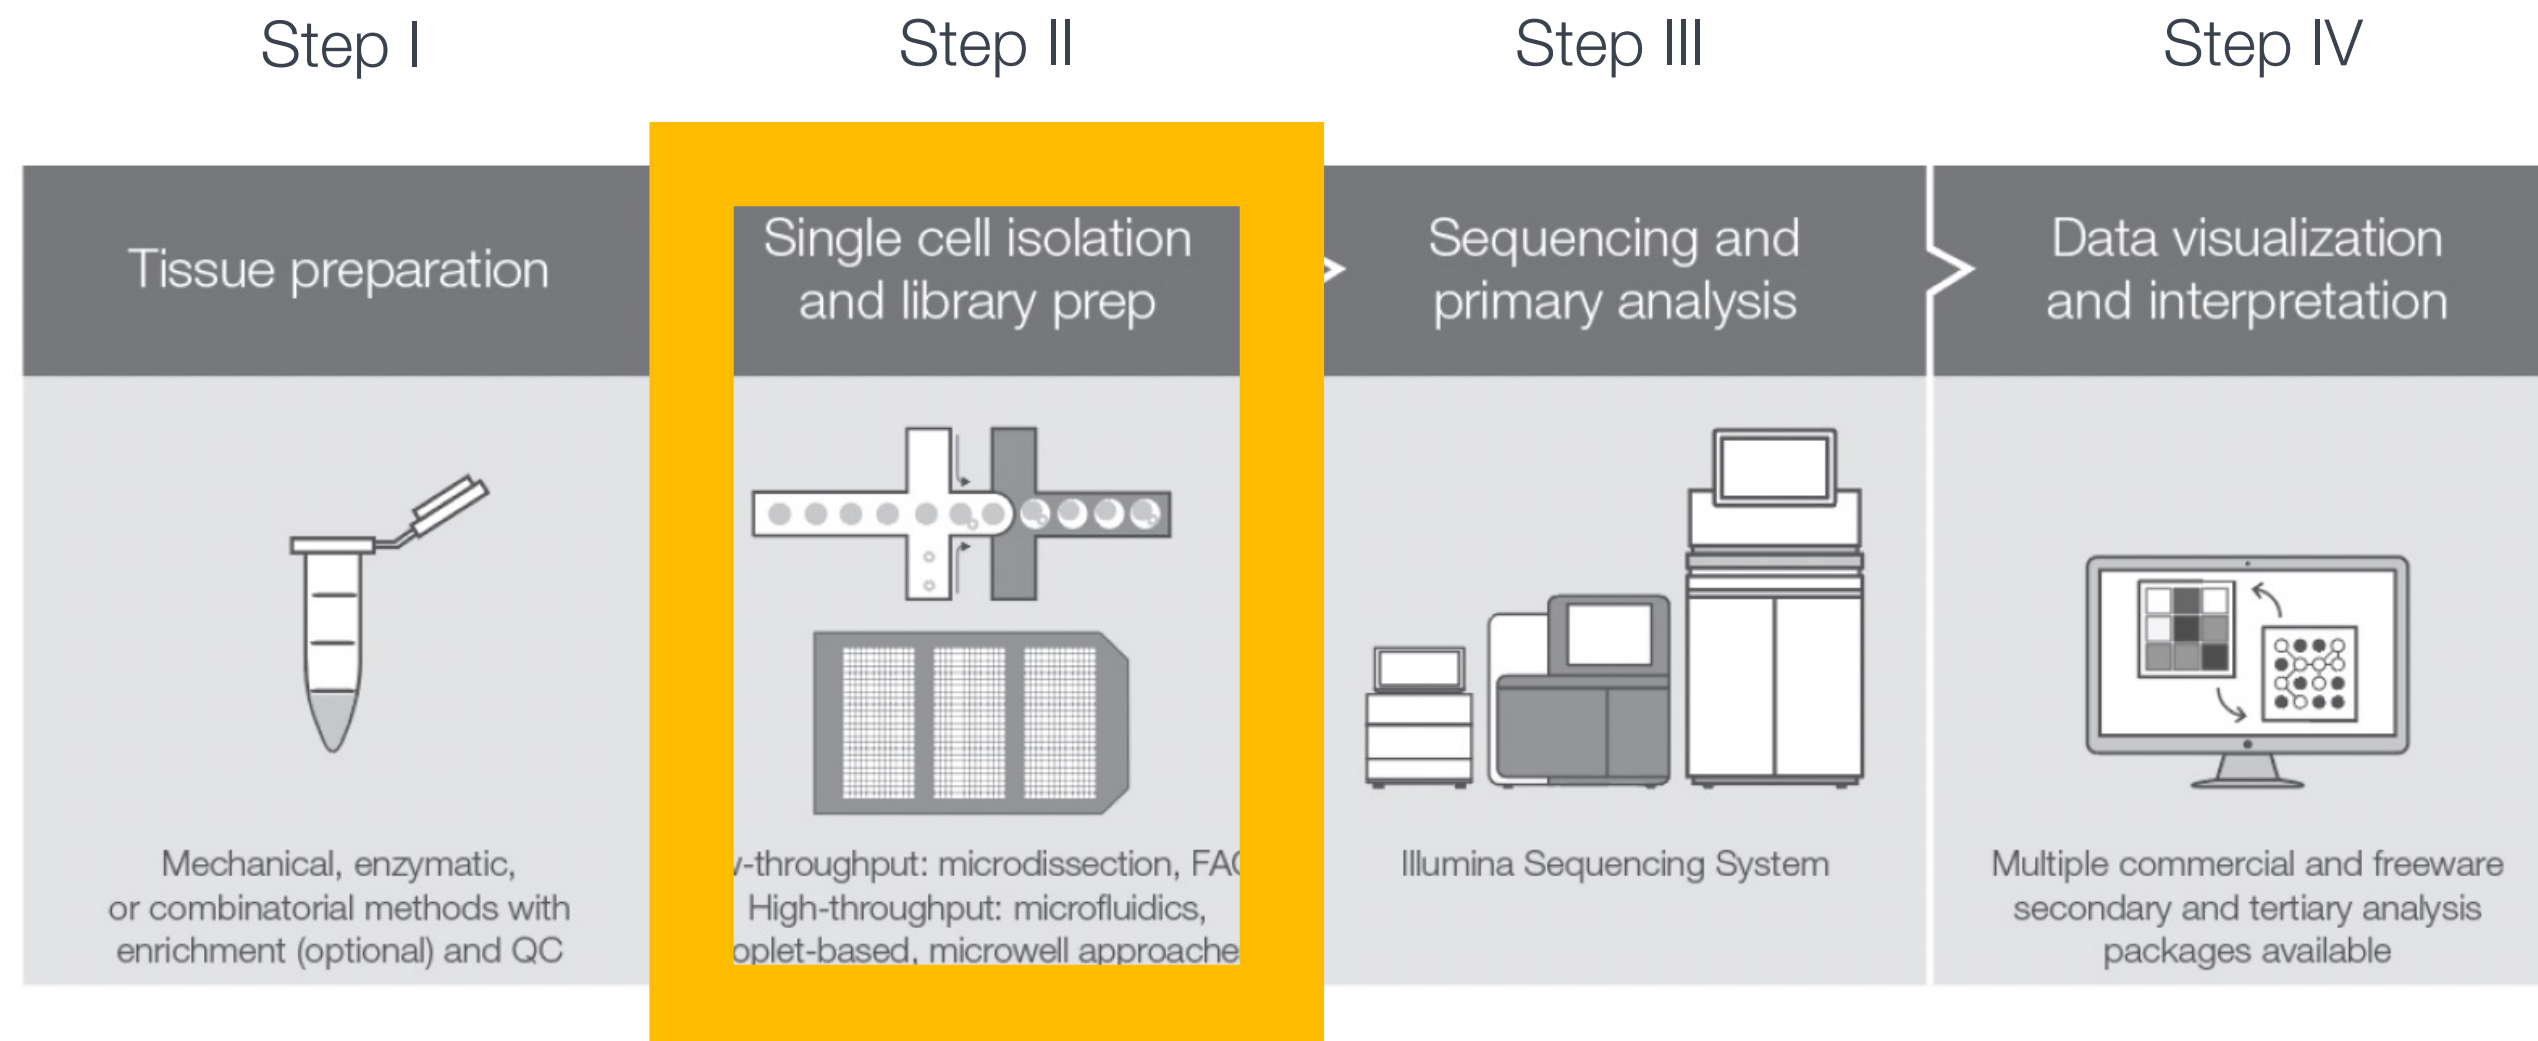 Step I
Step II
Step III
Step IV
Tissue preparation
Single cell isolation
and library prep
Sequencing and
primary analysis
Data visualization
and interpretation
Mechanical, enzymatic,
or combinatorial methods with
enrichment (optional) and QC
-throughput: microdissection,
High-throughput: microfluidics,
oplet-based, microwell approache
Illumina Sequencing System
Multiple commercial and freeware
secondary and tertiary analysis
packages available